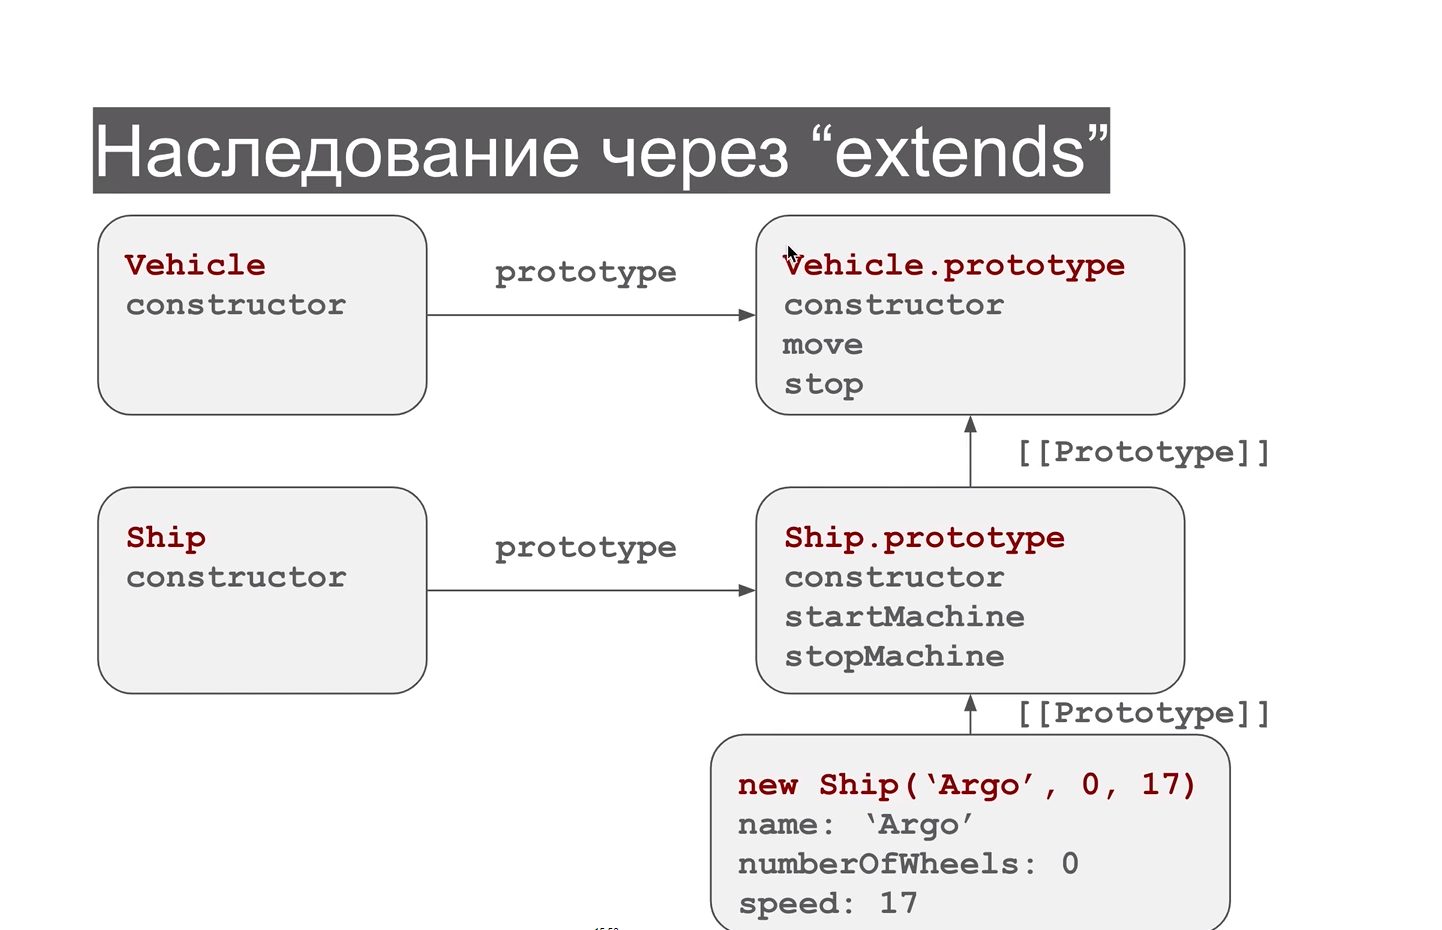 Наследование через “extends”
Vehicle
constructor
prototype
Vehicle.prototype
constructor
move
stop
[[Prototype]]
Ship
constructor
prototype
Ship.prototype
constructor
startMachine
stopMachine
[[Prototype]]
new Ship(‘Argo’, 0, 17)
name: ‘Argo’
numberOfWheels: 0
speed: 17